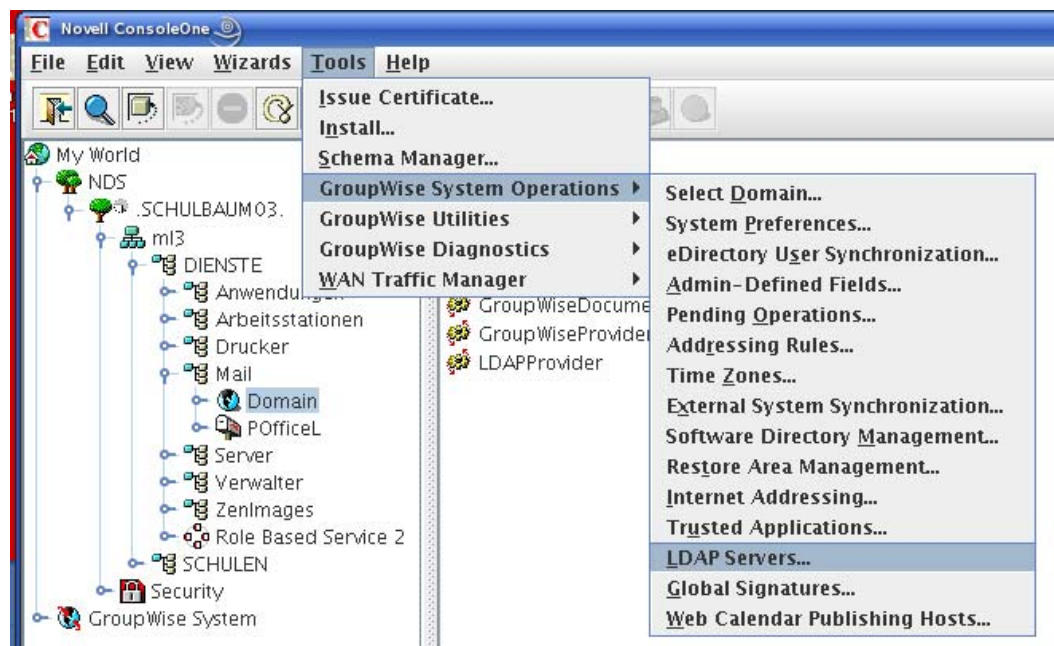 Novell ConsoleOne
File Edit View Wizards Tools Help
Issue Certificate...
Install...
Schema Manager...
GroupWise System Operations
GroupWise Utilities
GroupWise Diagnostics
WAN Traffic Manager
Select Domain...
System Preferences...
eDirectory User Synchronization...
Admin-Defined Fields...
Pending Operations...
Addressing Rules...
Time Zones...
External System Synchronization...
Software Directory Management...
Restore Area Management...
Internet Addressing...
Trusted Applications...
LDAP Servers...
Global Signatures...
Web Calendar Publishing Hosts...
My World
NDS
.SCHULBAUM03.
ml3
DIENSTE
Anwendungen
Arbeitsstationen
Drucker
Mail
Domain
POfficeL
Server
Verwalter
ZenImages
Role Based Service 2
SCHULEN
Security
GroupWise System
GroupWiseDocume
GroupWiseProvider
LDAPProvider